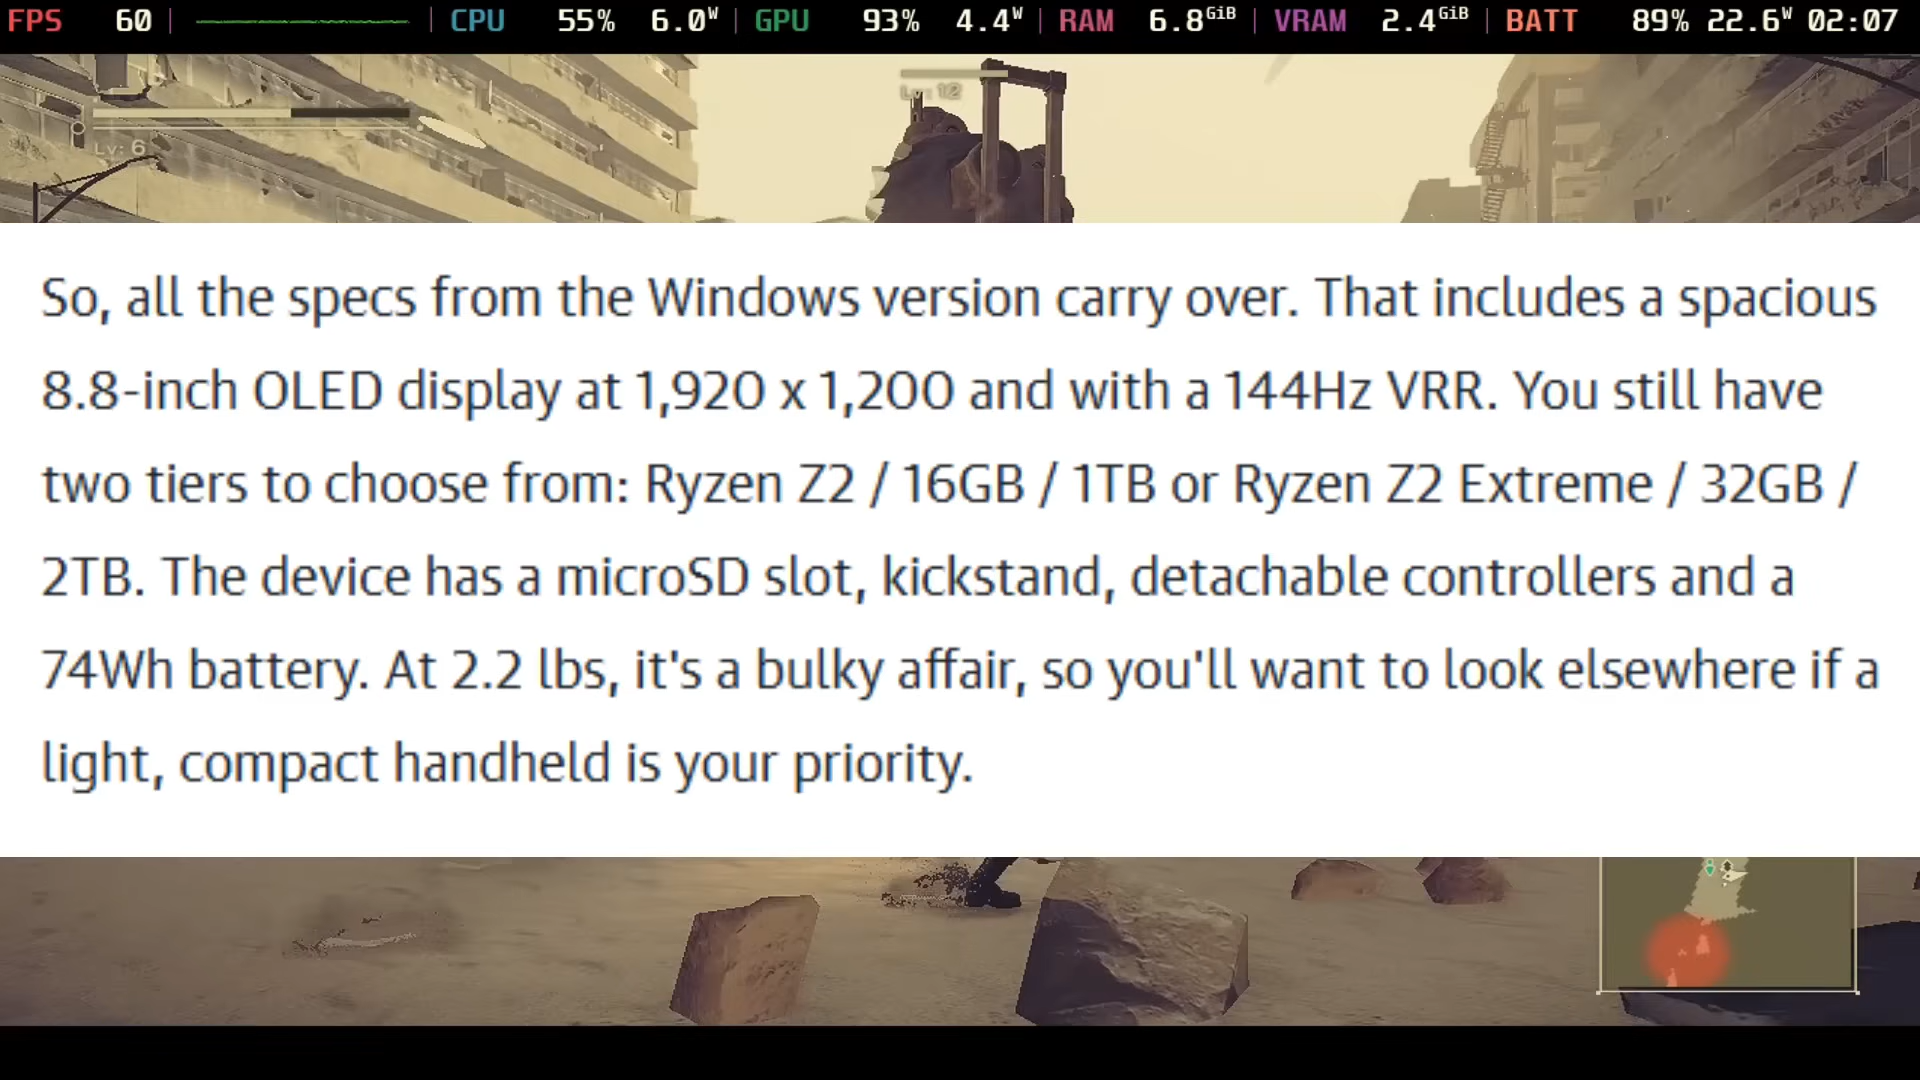 FPS 60 | CPU 55% 6.0W | GPU 93% 4.4W | RAM 6.8GiB | VRAM 2.4GiB | BATT 89% 22.6W 02:07
Lv: 12
Lv: 6
So, all the specs from the Windows version carry over. That includes a spacious
8.8-inch OLED display at 1,920 x 1,200 and with a 144Hz VRR. You still have
two tiers to choose from: Ryzen Z2 / 16GB / 1TB or Ryzen Z2 Extreme / 32GB /
2TB. The device has a microSD slot, kickstand, detachable controllers and a
74Wh battery. At 2.2 lbs, it's a bulky affair, so you'll want to look elsewhere if a
light, compact handheld is your priority.